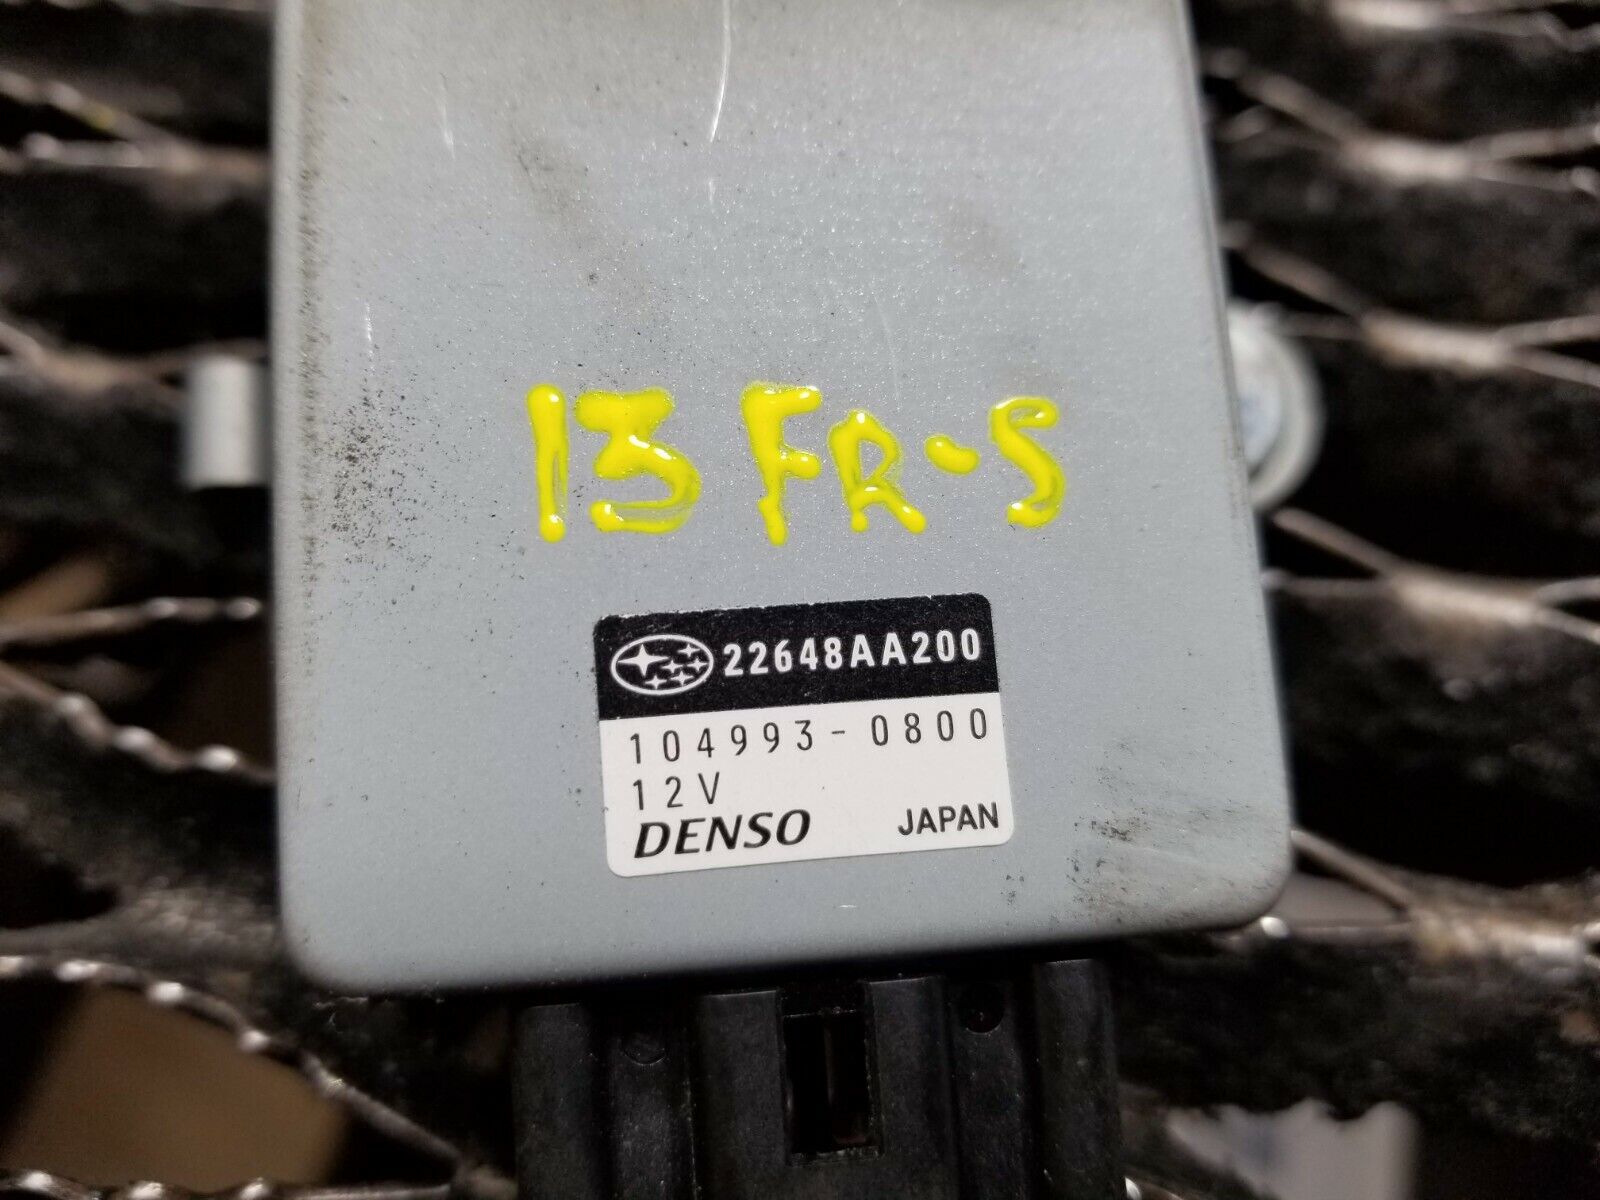 13 FR-S
22648AA200
104993-0800
12V
DENSO JAPAN